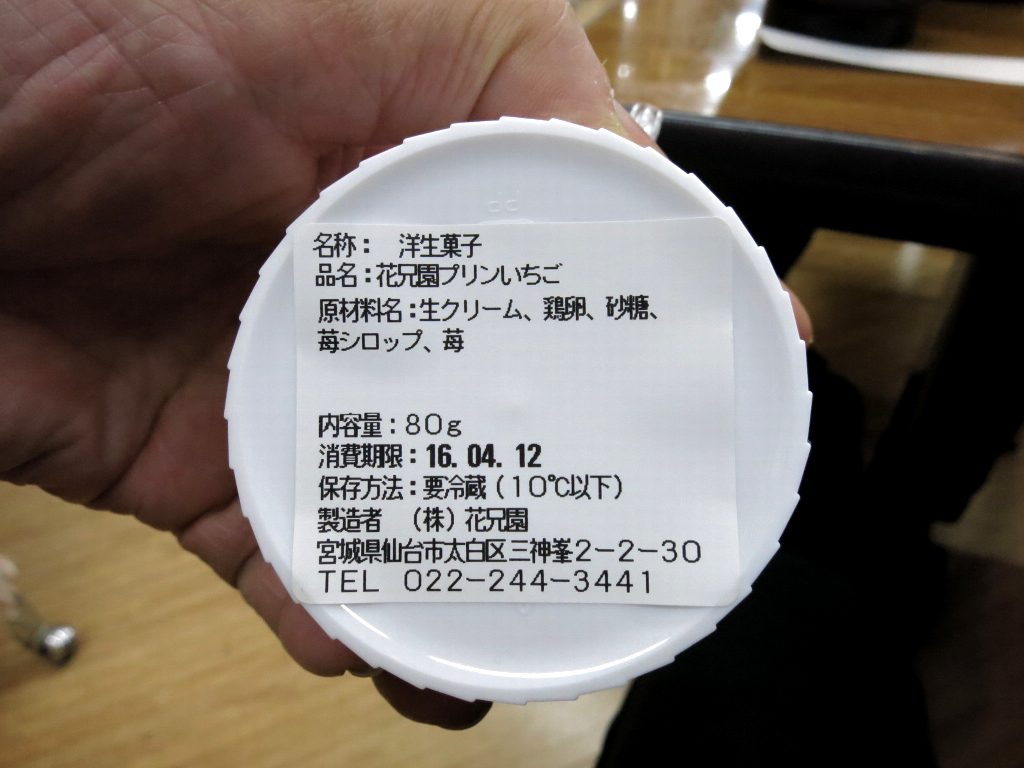 名称： 洋生菓子
品名：花兄園プリンいちご
原材料名：生クリーム、鶏卵、砂糖、
苺シロップ、苺
内容量：80g
消費期限：16. 04. 12
保存方法：要冷蔵（10℃以下）
製造者 （株）花兄園
宮城県仙台市太白区三神峯2－2－30
TEL 022－244－3441